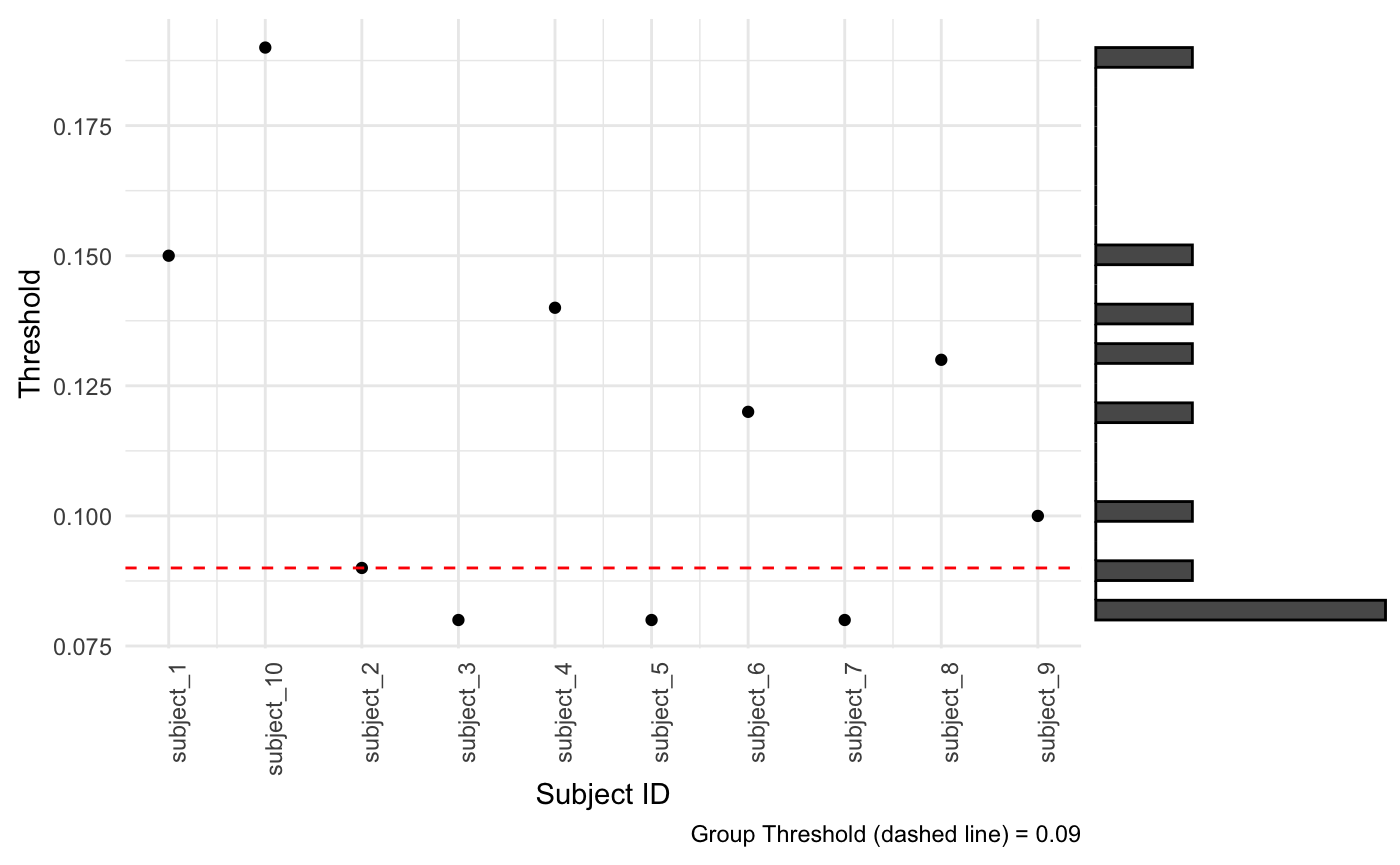 0.175
0.150
0.125
0.100
0.075
Threshold
subject_1
subject_10
subject_2
subject_3
subject_4
subject_5
subject_6
subject_7
subject_8
subject_9
Subject ID
Group Threshold (dashed line) = 0.09